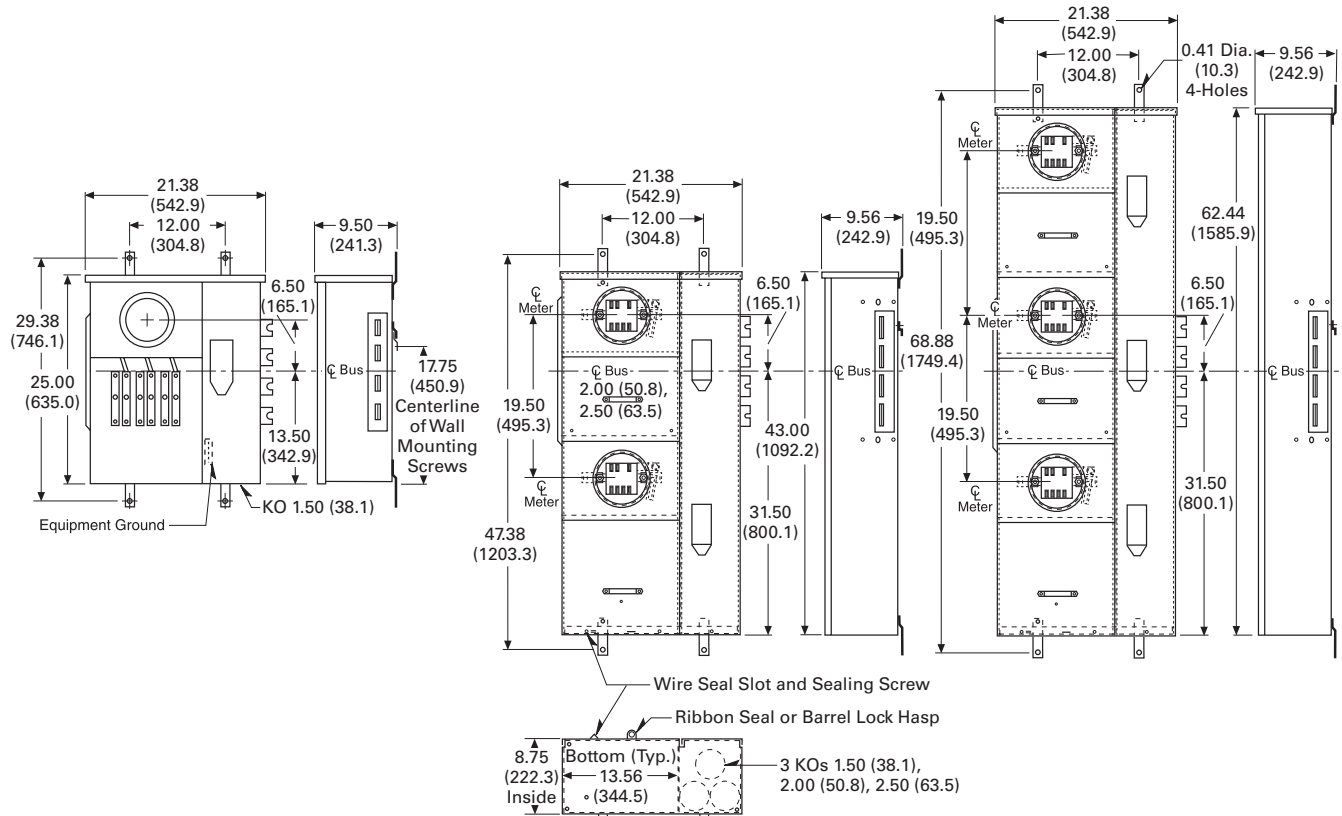 21.38
(542.9)
12.00
(304.8)
29.38
(746.1)
25.00
(635.0)
6.50
(165.1)
13.50
(342.9)
KO 1.50 (38.1)
Equipment Ground
9.50
(241.3)
℄ Bus
17.75
(450.9)
Centerline
of Wall
Mounting
Screws
21.38
(542.9)
12.00
(304.8)
℄
Meter
6.50
(165.1)
℄ Bus
2.00 (50.8),
2.50 (63.5)
19.50
(495.3)
47.38
(1203.3)
43.00
(1092.2)
31.50
(800.1)
9.56
(242.9)
℄ Bus
Wire Seal Slot and Sealing Screw
Ribbon Seal or Barrel Lock Hasp
8.75
(222.3)
Inside
Bottom (Typ.)
13.56
(344.5)
3 KOs 1.50 (38.1),
2.00 (50.8), 2.50 (63.5)
21.38
(542.9)
12.00
(304.8)
0.41 Dia.
(10.3)
4-Holes
9.56
(242.9)
℄
Meter
19.50
(495.3)
℄
Meter
68.88
(1749.4)
19.50
(495.3)
℄
Meter
62.44
(1585.9)
6.50
(165.1)
℄ Bus
31.50
(800.1)
℄ Bus